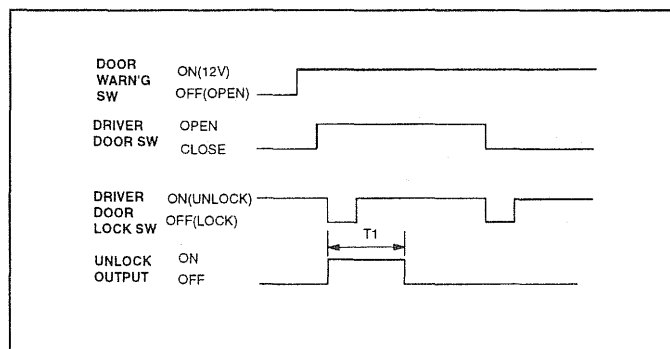 DOOR
WARN'G
SW
ON(12V)
OFF(OPEN)
DRIVER
DOOR SW
OPEN
CLOSE
DRIVER
DOOR
LOCK SW
ON(UNLOCK)
OFF(LOCK)
T1
UNLOCK
OUTPUT
ON
OFF